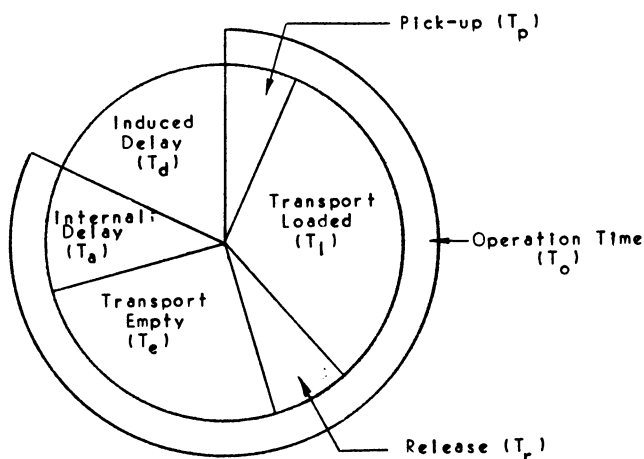 Pick-up (Tp)
Induced
Delay
(Td)
Transport
Loaded
(Tl)
Internal
Delay
(Ta)
Operation Time
(To)
Transport
Empty
(Te)
Release (Tr)